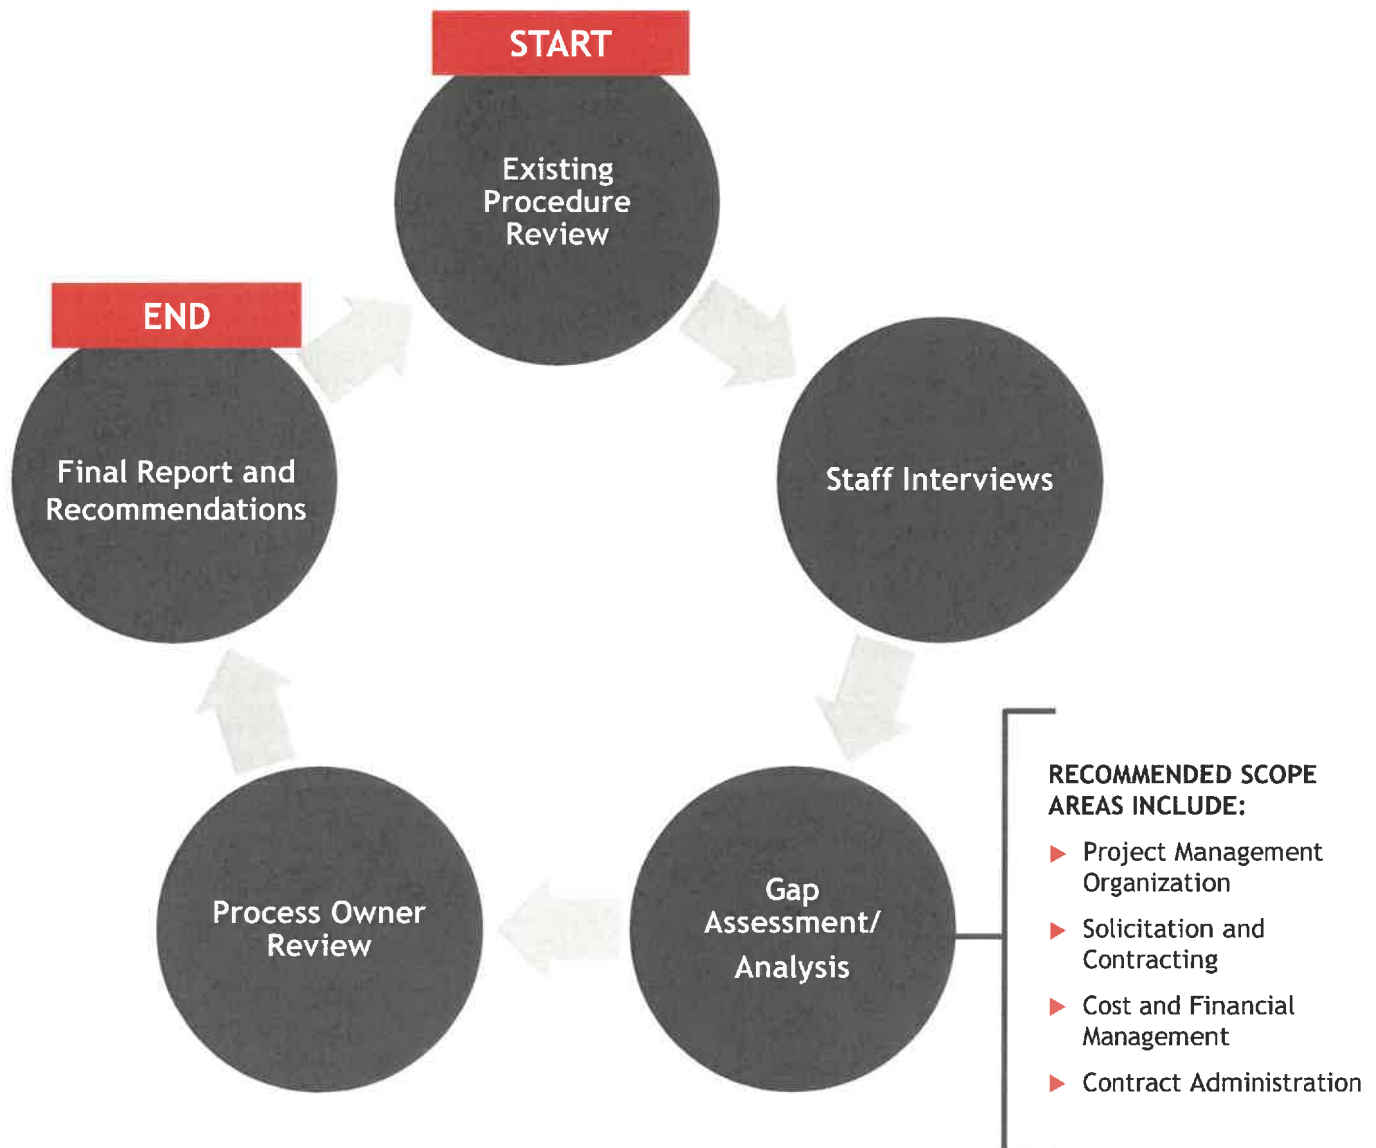 START
Existing
Procedure
Review
Staff Interviews
Gap
Assessment/
Analysis
Process Owner
Review
END
Final Report and
Recommendations
RECOMMENDED SCOPE
AREAS INCLUDE:
Project Management
Organization
Solicitation and
Contracting
Cost and Financial
Management
Contract Administration